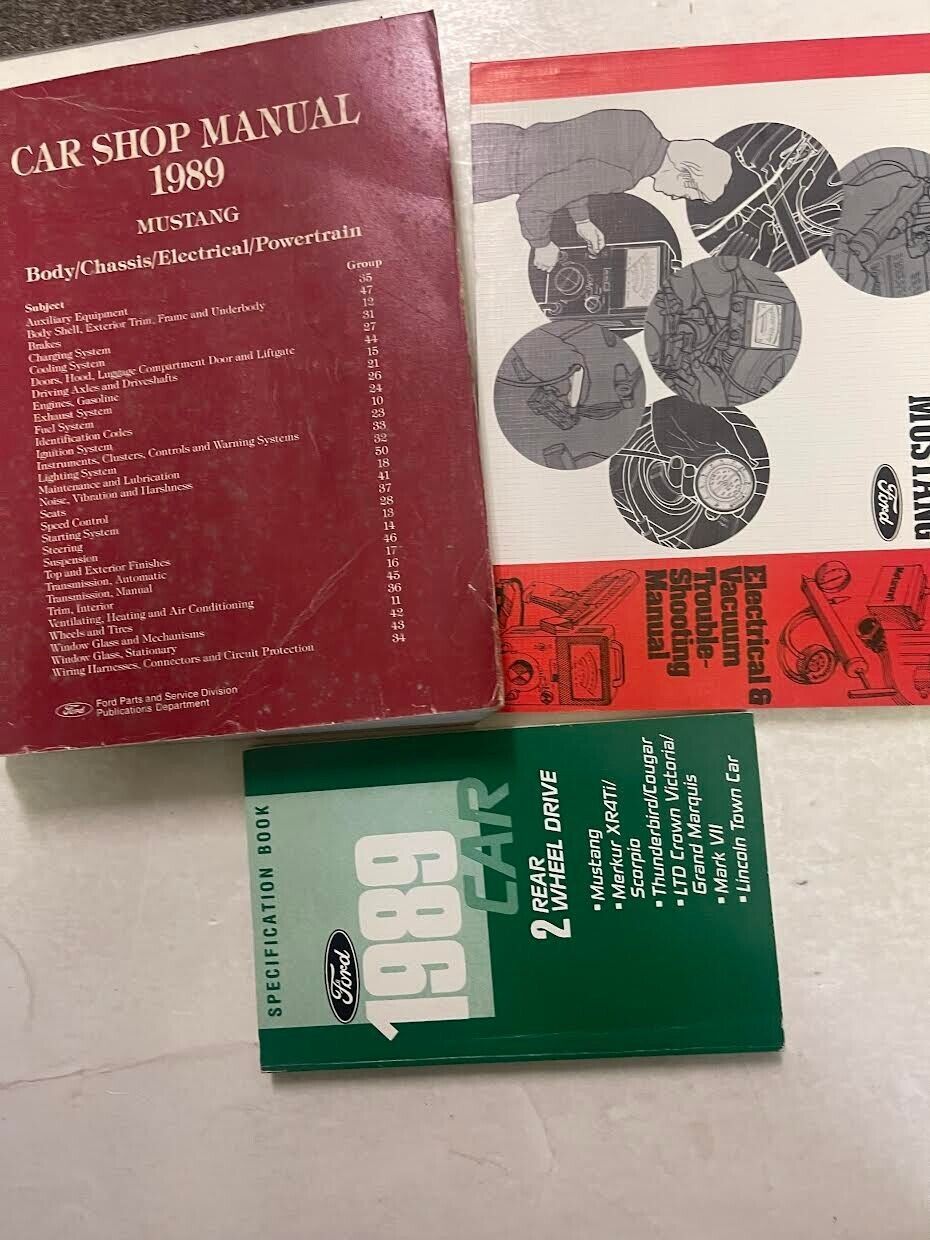 CAR SHOP MANUAL
1989
MUSTANG
Body/Chassis/Electrical/Powertrain
Subject Group
Auxiliary Equipment 35
Body Shell, Exterior Trim, Frame and Underbody 47
Brakes 12
Charging System 31
Cooling System 27
Doors, Hood, Luggage Compartment Door and Liftgate 44
Driving Axles and Driveshafts 15
Engines, Gasoline 21
Exhaust System 26
Fuel System 24
Identification Codes 10
Ignition System 23
Instruments, Clusters, Controls and Warning Systems 33
Lighting System 32
Maintenance and Lubrication 50
Noise, Vibration and Harshness 18
Seats 41
Speed Control 37
Starting System 28
Steering 13
Suspension 14
Top and Exterior Finishes 46
Transmission, Automatic 17
Transmission, Manual 16
Trim, Interior 45
Ventilating, Heating and Air Conditioning 36
Wheels and Tires 11
Window Glass and Mechanisms 42
Window Glass, Stationary 43
Wiring Harnesses, Connectors and Circuit Protection 34
Ford Ford Parts and Service Division
Publications Department
MUSTANG
Ford
Electrical &
Vacuum
Trouble-
Shooting
Manual
SPECIFICATION BOOK
Ford
1989
CAR
2 REAR
WHEEL DRIVE
• Mustang
• Merkur XR4Ti/
Scorpio
• Thunderbird/Cougar
• LTD Crown Victoria/
Grand Marquis
• Mark VII
• Lincoln Town Car